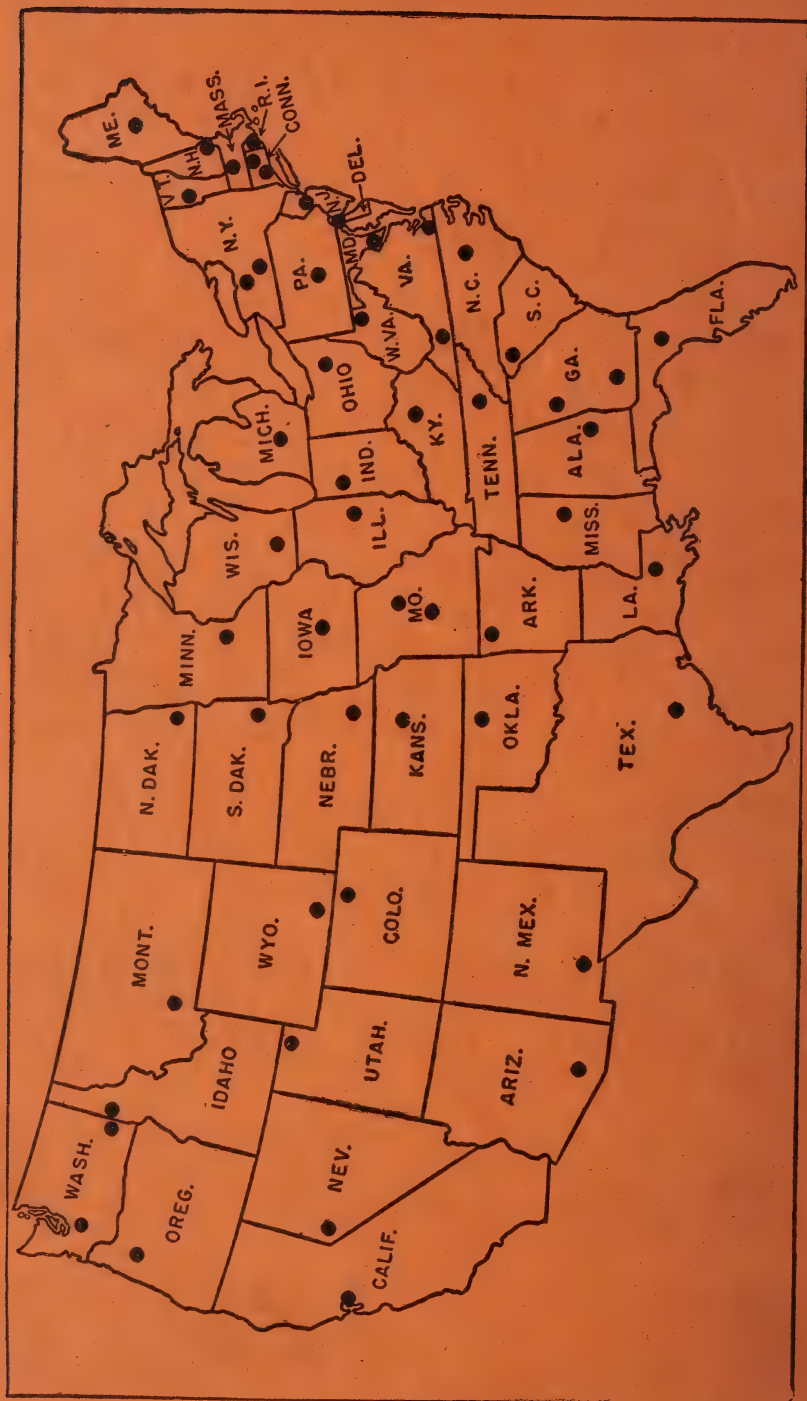 WASH.
OREG.
CALIF.
NEV.
IDAHO
MONT.
WYO.
UTAH.
ARIZ.
COLO.
N. MEX.
N. DAK.
S. DAK.
NEBR.
KANS.
OKLA.
TEX.
MINN.
IOWA
MO.
ARK.
LA.
WIS.
ILL.
MICH.
IND.
OHIO
KY.
TENN.
MISS.
ALA.
GA.
FLA.
S. C.
N.C.
VA.
W.VA.
MD.
DEL.
PA.
N.J.
N.Y.
VT.
N.H.
ME.
MASS.
R.I.
CONN.